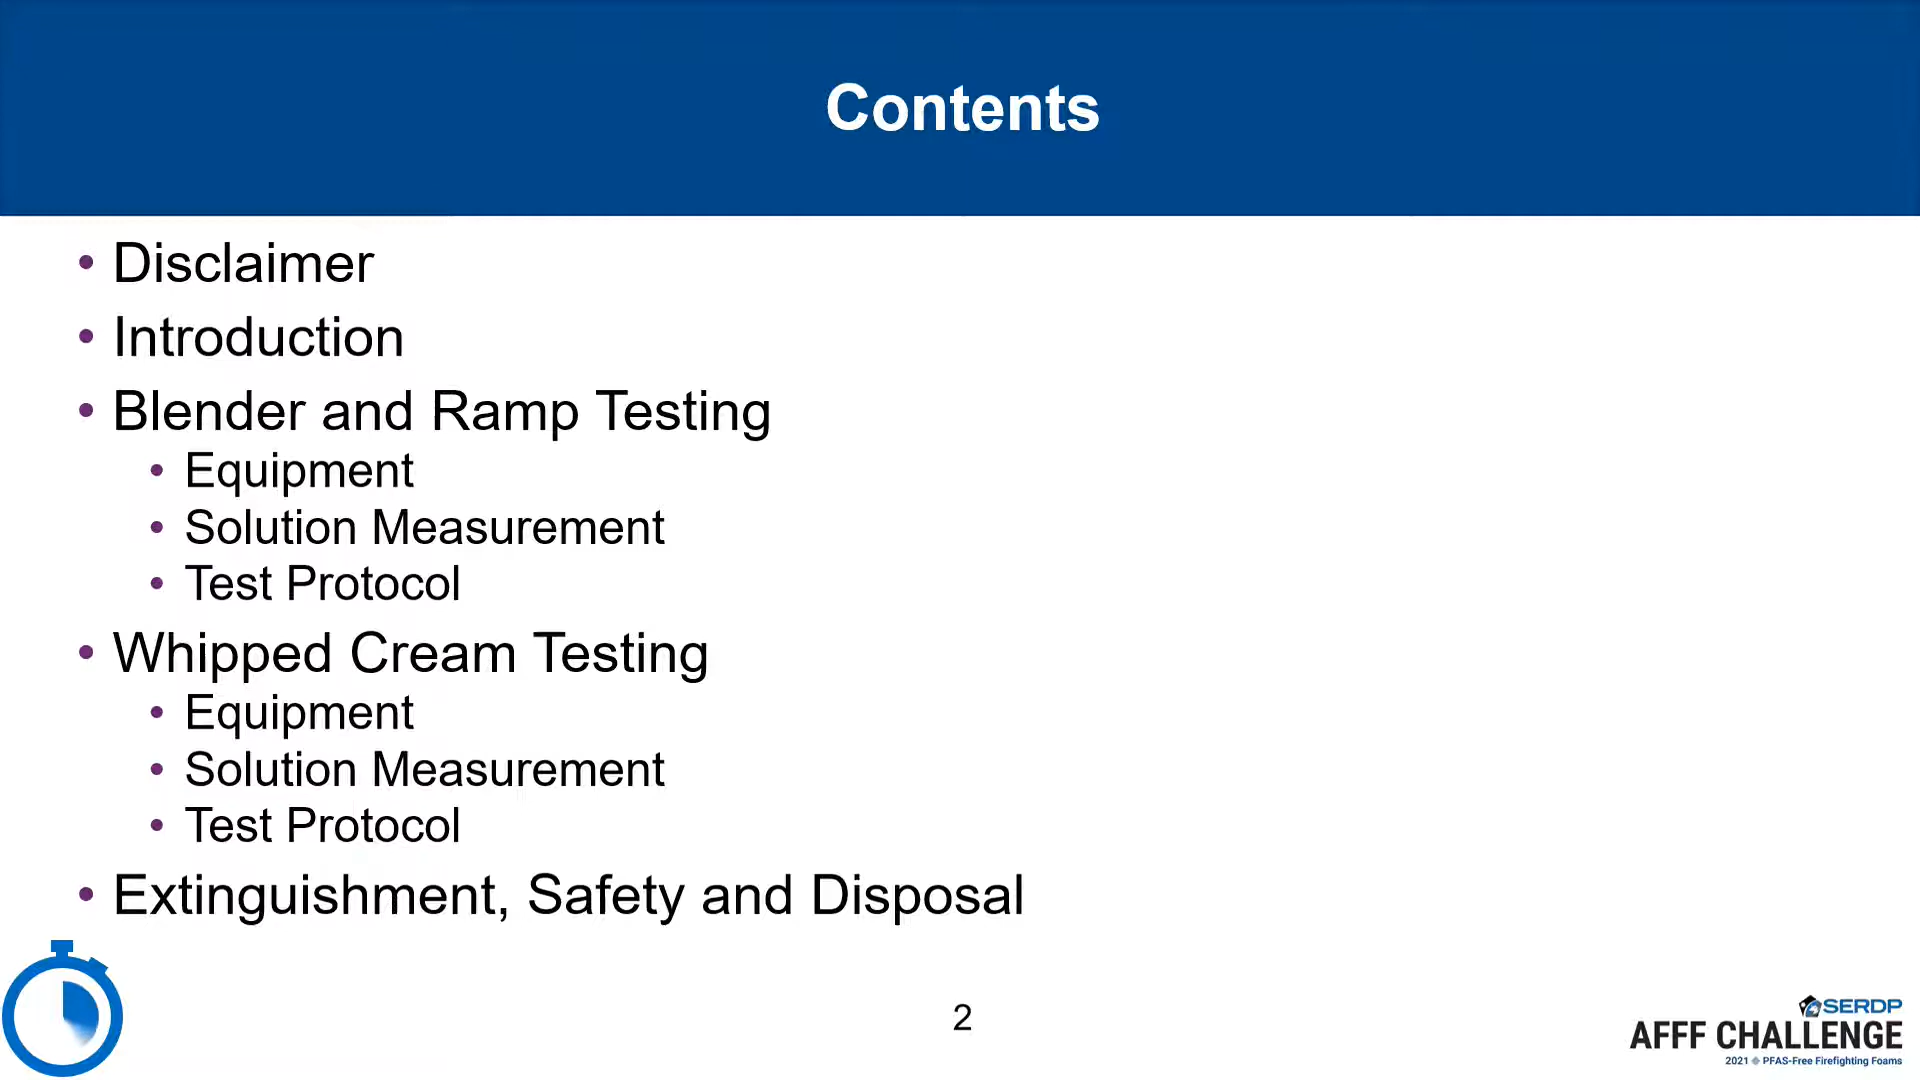 Contents
• Disclaimer
• Introduction
• Blender and Ramp Testing
• Equipment
• Solution Measurement
• Test Protocol
• Whipped Cream Testing
• Equipment
• Solution Measurement
• Test Protocol
• Extinguishment, Safety and Disposal
2
SERDP
AFFF CHALLENGE
2021 ◆ PFAS-Free Firefighting Foams